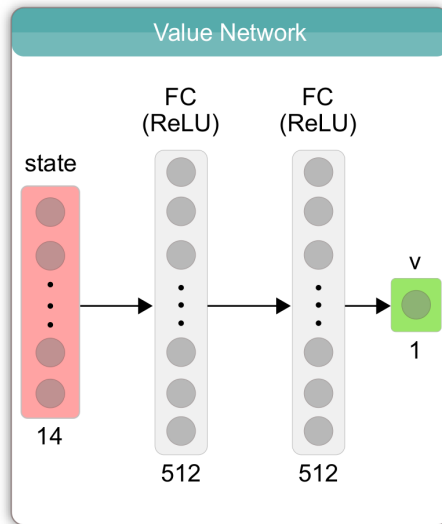 Value Network
FC
(ReLU)
FC
(ReLU)
state
v
14
512
512
1